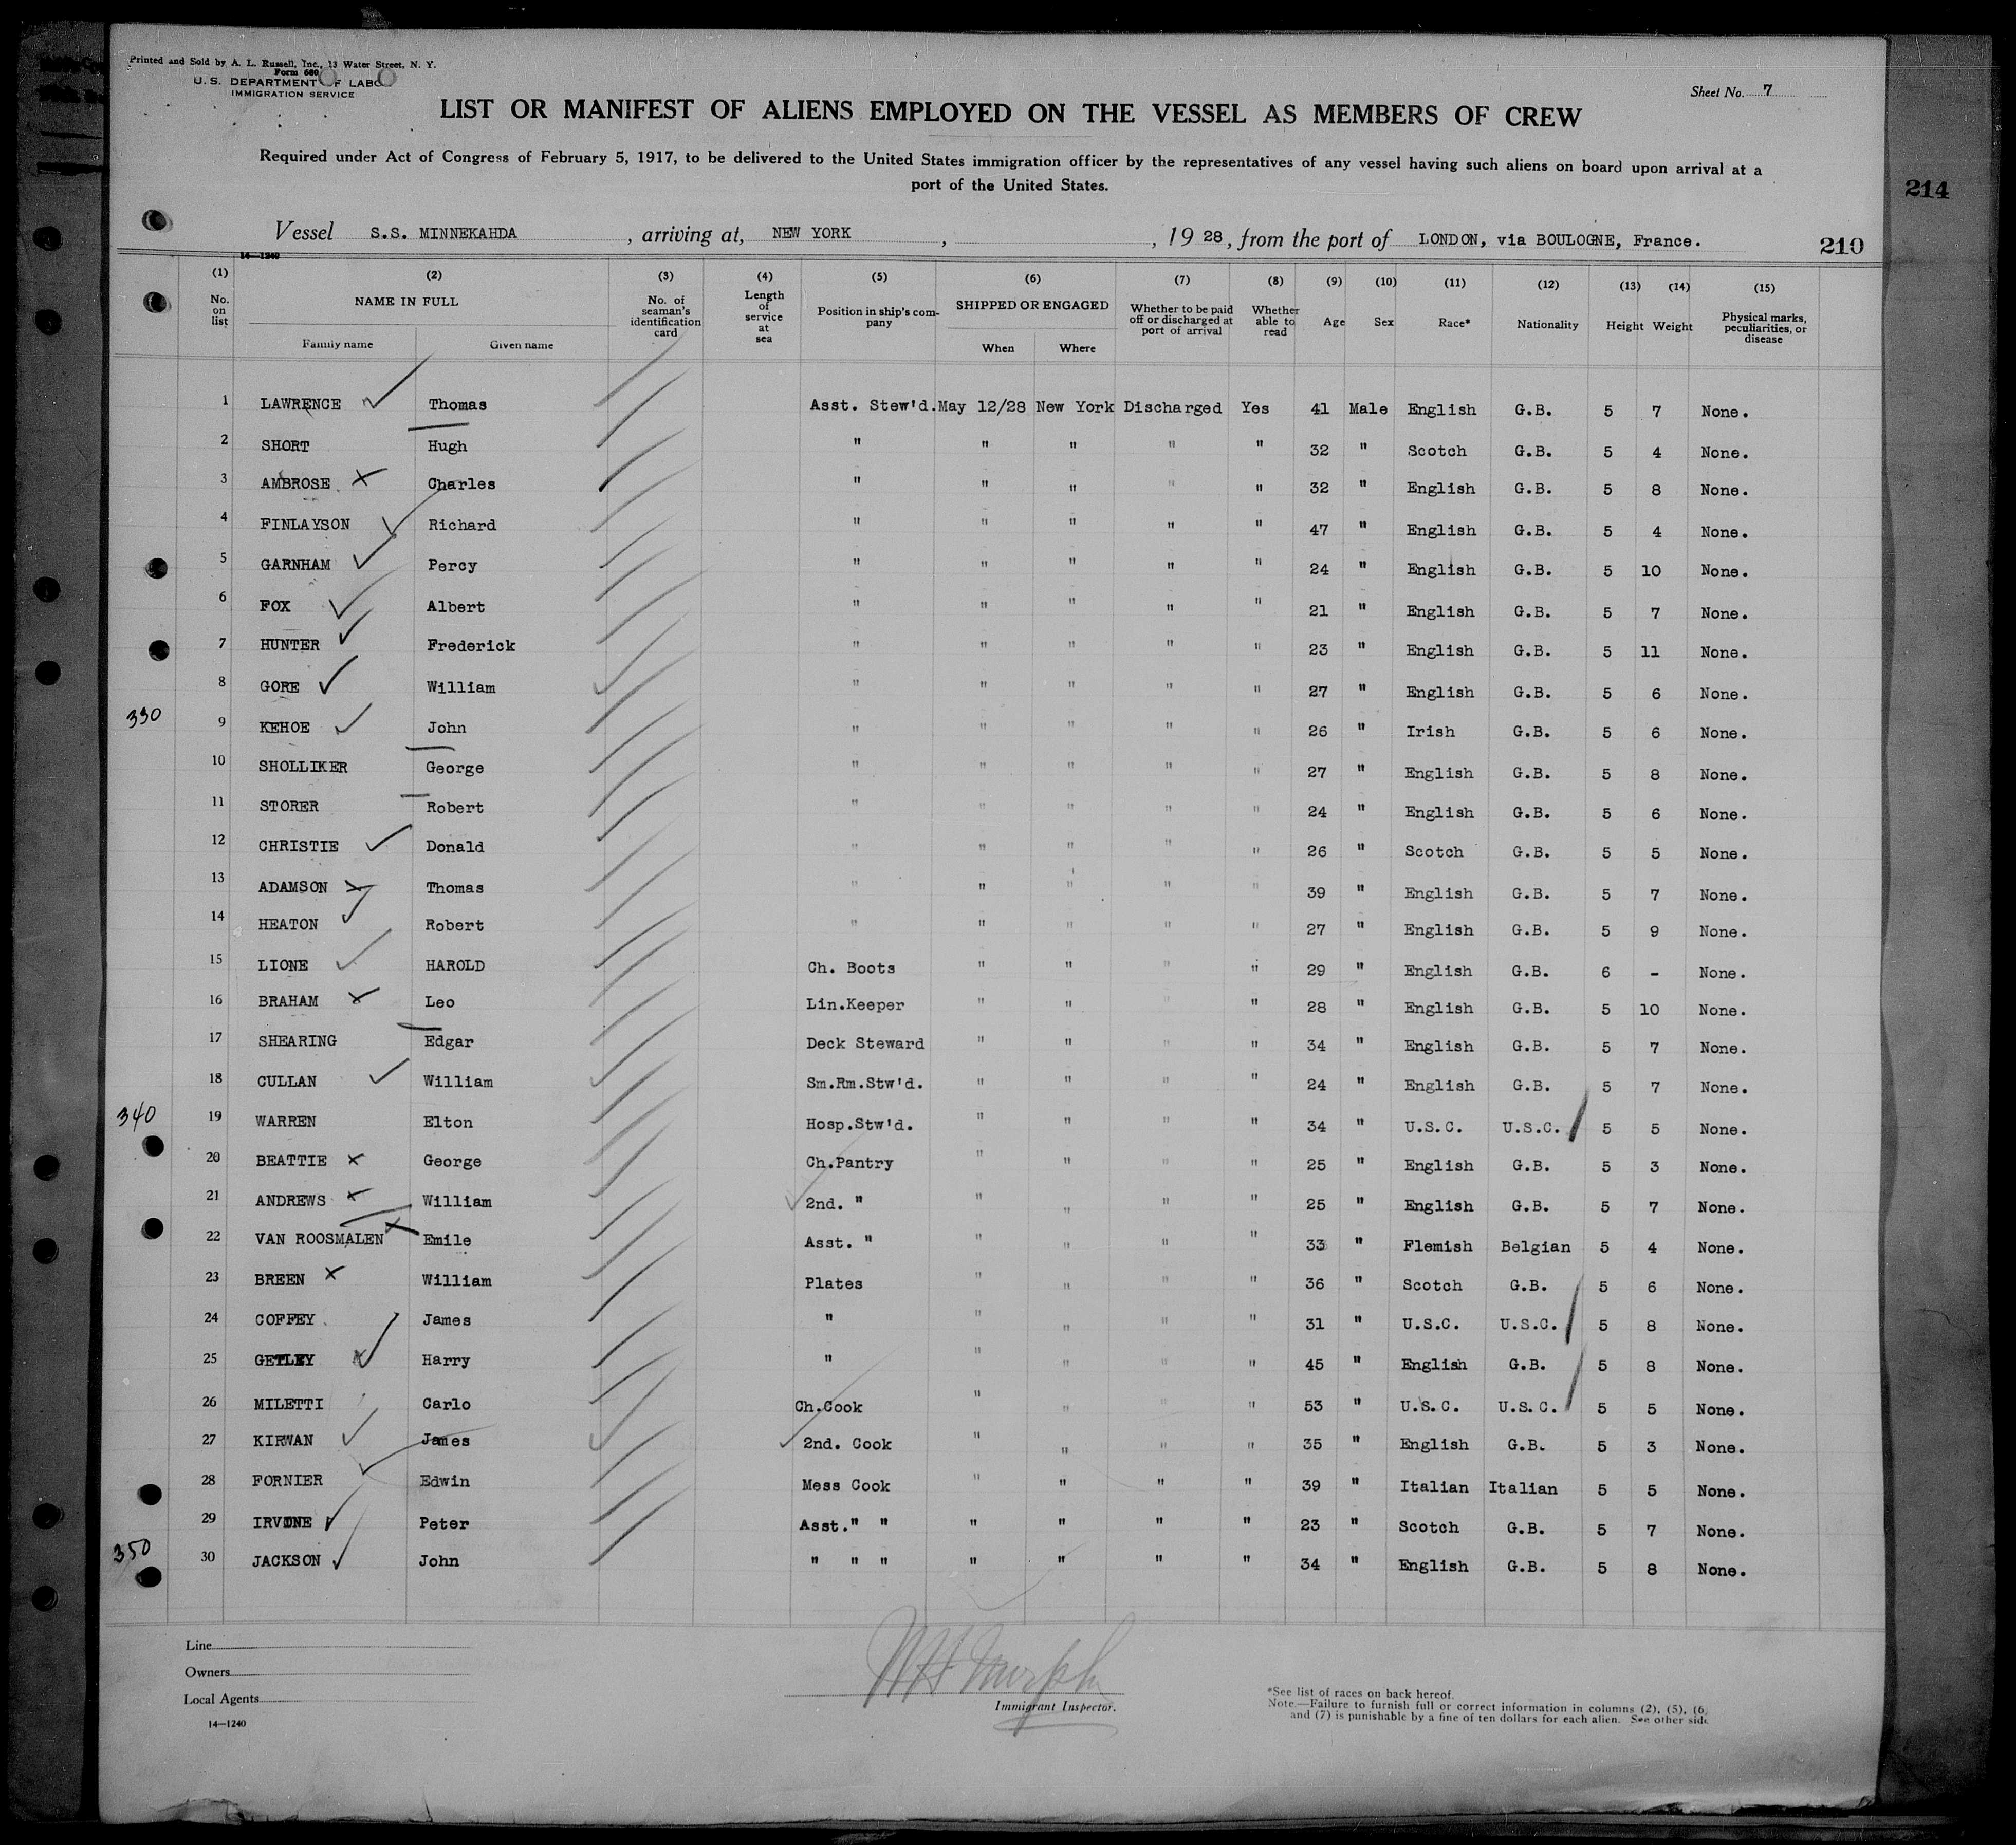 Printed and Sold by A. L. Russell, Inc., 13 Water Street, N. Y.
Form 680
U. S. DEPARTMENT OF LABOR
IMMIGRATION SERVICE
Sheet No. 7
LIST OR MANIFEST OF ALIENS EMPLOYED ON THE VESSEL AS MEMBERS OF CREW
Required under Act of Congress of February 5, 1917, to be delivered to the United States immigration officer by the representatives of any vessel having such aliens on board upon arrival at a
port of the United States.
214
Vessel S.S. MINNEKAHDA, arriving at, NEW YORK, , 1928, from the port of LONDON, via BOULOGNE, France.
210
14—1240
(1) (2) (3) (4) (5) (6) (7) (8) (9) (10) (11) (12) (13) (14) (15)
No. on list NAME IN FULL Family name Given name No. of seaman's identification card Length of service at sea Position in ship's company SHIPPED OR ENGAGED When Where Whether to be paid off or discharged at port of arrival Whether able to read Age Sex Race* Nationality Height Weight Physical marks, peculiarities, or disease
1 LAWRENCE Thomas Asst. Stew'd. May 12/28 New York Discharged Yes 41 Male English G.B. 5 7 None.
2 SHORT Hugh " " " " " 32 " Scotch G.B. 5 4 None.
3 AMBROSE Charles " " " " " 32 " English G.B. 5 8 None.
4 FINLAYSON Richard " " " " " 47 " English G.B. 5 4 None.
5 GARNHAM Percy " " " " " 24 " English G.B. 5 10 None.
6 FOX Albert " " " " " 21 " English G.B. 5 7 None.
7 HUNTER Frederick " " " " " 23 " English G.B. 5 11 None.
8 GORE William " " " " " 27 " English G.B. 5 6 None.
330
9 KEHOE John " " " " " 26 " Irish G.B. 5 6 None.
10 SHOLLIKER George " " " " " 27 " English G.B. 5 8 None.
11 STORER Robert " " " " " 24 " English G.B. 5 6 None.
12 CHRISTIE Donald " " " " " 26 " Scotch G.B. 5 5 None.
13 ADAMSON Thomas " " " " " 39 " English G.B. 5 7 None.
14 HEATON Robert " " " " " 27 " English G.B. 5 9 None.
15 LIONE HAROLD Ch. Boots " " " " 29 " English G.B. 6 - None.
16 BRAHAM Leo Lin.Keeper " " " " 28 " English G.B. 5 10 None.
17 SHEARING Edgar Deck Steward " " " " 34 " English G.B. 5 7 None.
18 CULLAN William Sm.Rm.Stw'd. " " " " 24 " English G.B. 5 7 None.
340
19 WARREN Elton Hosp.Stw'd. " " " " 34 " U.S.C. U.S.C. 5 5 None.
20 BEATTIE George Ch.Pantry " " " " 25 " English G.B. 5 3 None.
21 ANDREWS William 2nd. " " " " " 25 " English G.B. 5 7 None.
22 VAN ROOSMALEN Emile Asst. " " " " " 33 " Flemish Belgian 5 4 None.
23 BREEN William Plates " " " " 36 " Scotch G.B. 5 6 None.
24 COFFEY James " " " " " 31 " U.S.C. U.S.C. 5 8 None.
25 GETLEY Harry " " " " " 45 " English G.B. 5 8 None.
26 MILETTI Carlo Ch.Cook " " " " 53 " U.S.C. U.S.C. 5 5 None.
27 KIRWAN James 2nd. Cook " " " " 35 " English G.B. 5 3 None.
28 FORNIER Edwin Mess Cook " " " " 39 " Italian Italian 5 5 None.
29 IRVINE Peter Asst." " " " " " 23 " Scotch G.B. 5 7 None.
350
30 JACKSON John " " " " " " " 34 " English G.B. 5 8 None.
Line
Owners
Local Agents
14—1240
Immigrant Inspector.
*See list of races on back hereof.
Note.—Failure to furnish full or correct information in columns (2), (5), (6,
and (7) is punishable by a fine of ten dollars for each alien. See other side